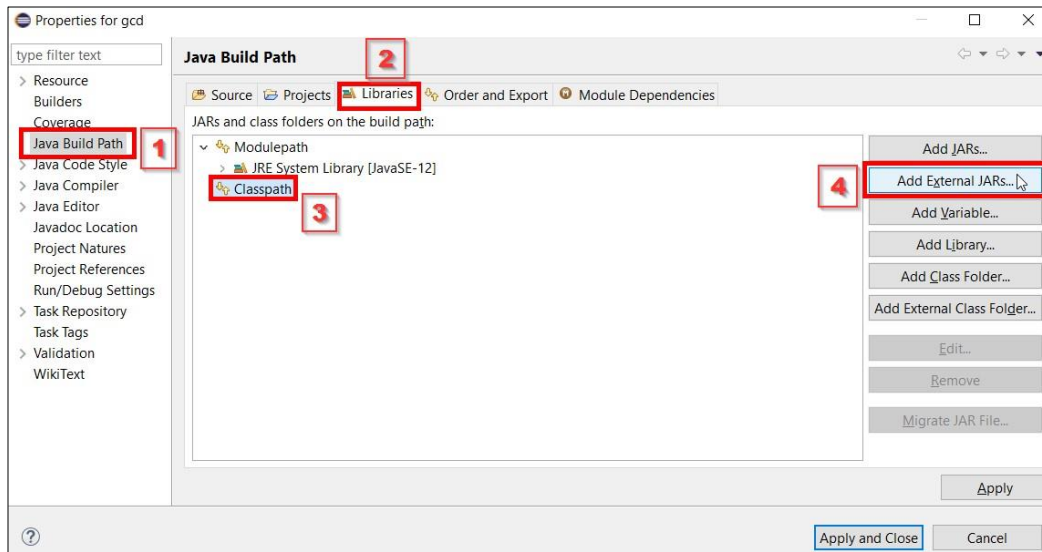 Properties for gcd
type filter text
Resource
Builders
Coverage
Java Build Path
Java Code Style
Java Compiler
Java Editor
Javadoc Location
Project Natures
Project References
Run/Debug Settings
Task Repository
Task Tags
Validation
WikiText
1
Java Build Path
2
Source Projects Libraries Order and Export Module Dependencies
JARs and class folders on the build path:
Modulepath
JRE System Library [JavaSE-12]
Classpath
3
4
Add JARs...
Add External JARs...
Add Variable...
Add Library...
Add Class Folder...
Add External Class Folder...
Edit...
Remove
Migrate JAR File...
Apply
?
Apply and Close Cancel